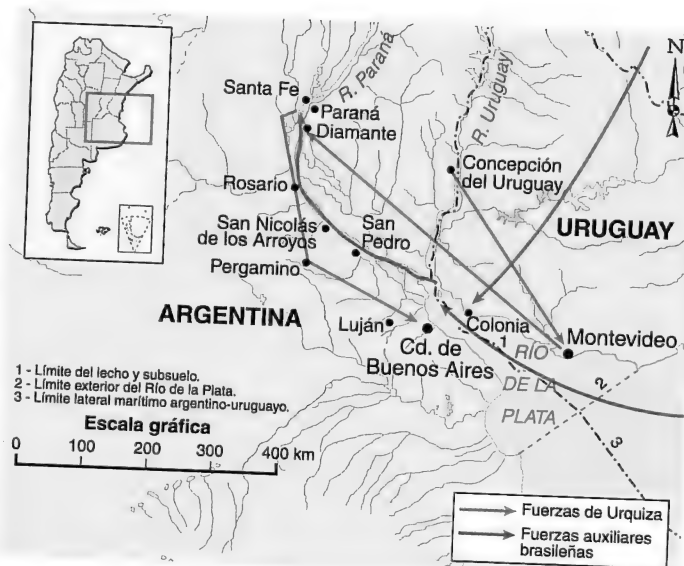 N
Santa Fe
Paraná
Diamante
R. Paraná
R. Uruguay
Concepción
del Uruguay
Rosario
San Nicolás
de los Arroyos
San
Pedro
URUGUAY
Pergamino
ARGENTINA
Luján
Cd. de
Buenos Aires
Colonia
Montevideo
1
RÍO
DE LA
PLATA
2
3
1 - Límite del lecho y subsuelo.
2 - Límite exterior del Río de la Plata.
3 - Límite lateral marítimo argentino-uruguayo.
Escala gráfica
0 100 200 300 400 km
Fuerzas de Urquiza
Fuerzas auxiliares
brasileñas